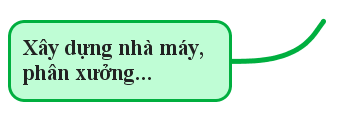 Xây dựng nhà máy,
phân xưởng...